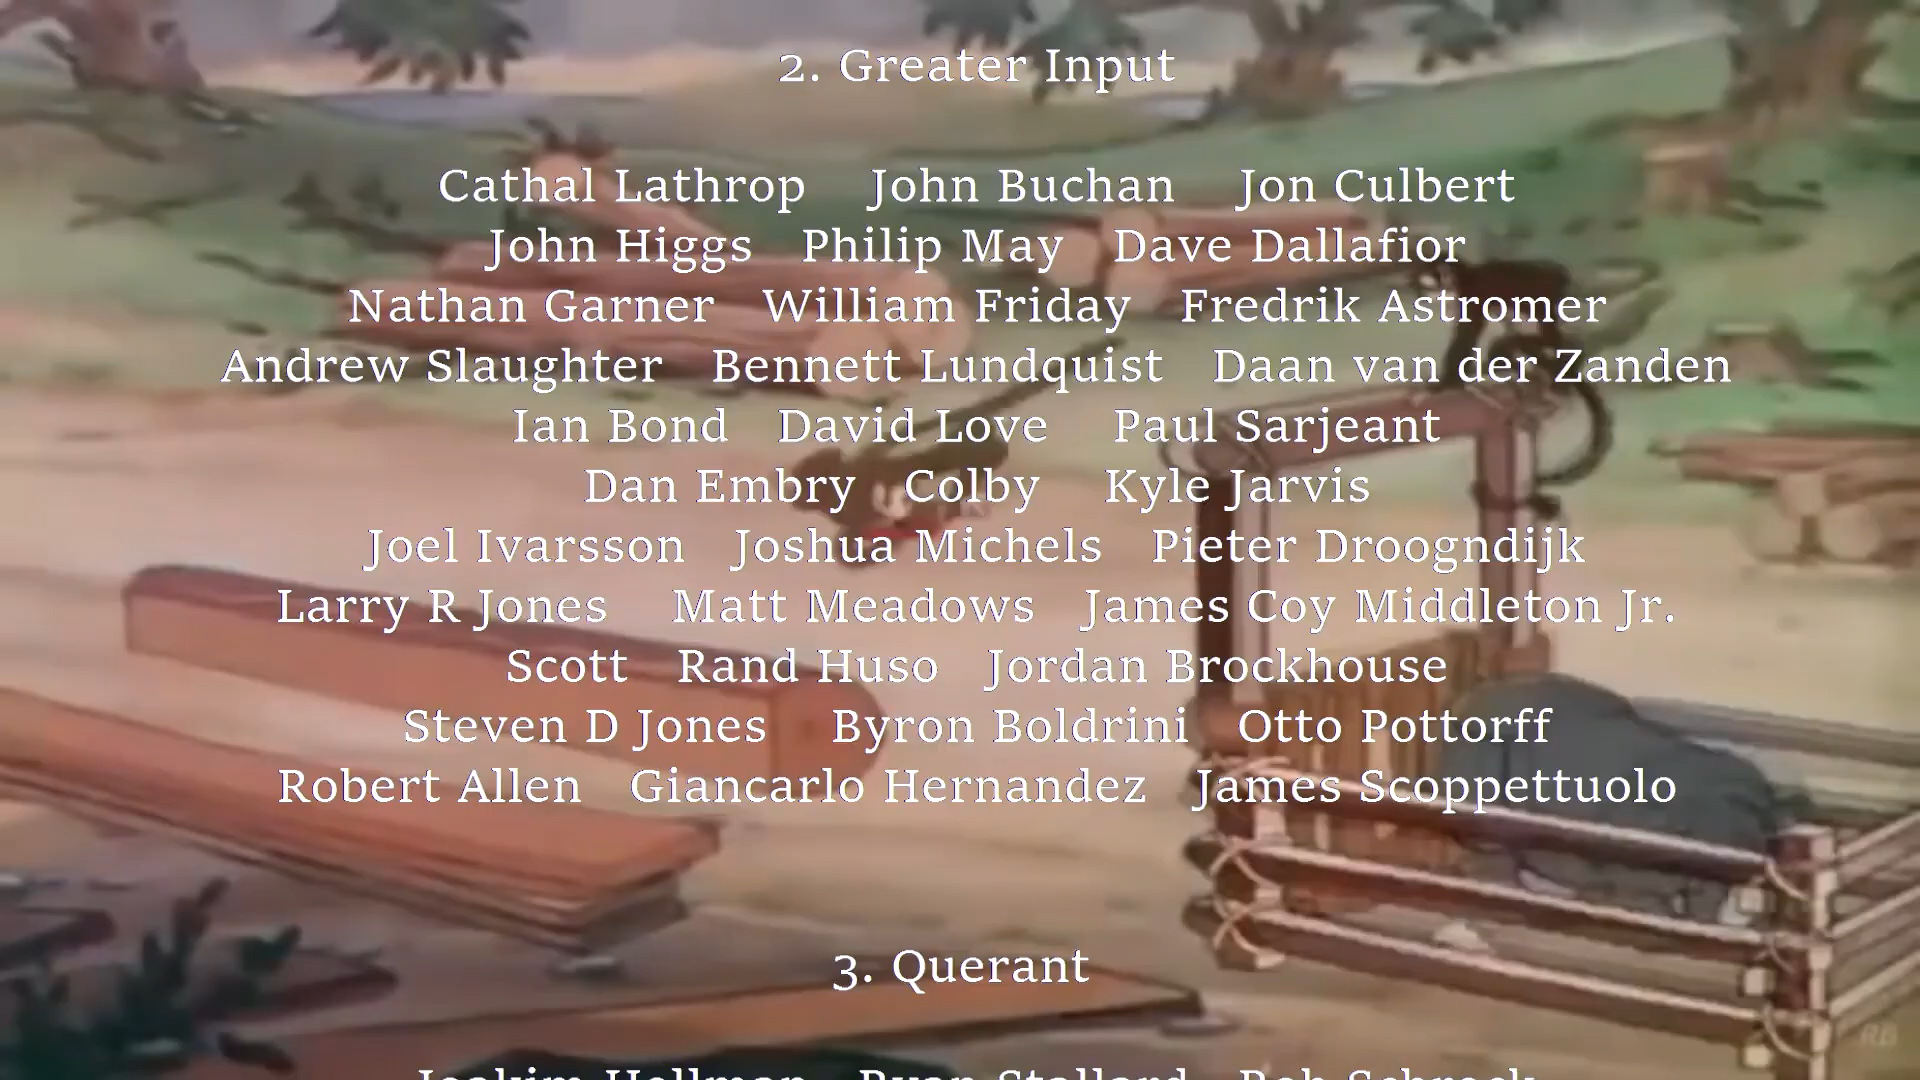 2. Greater Input
Cathal Lathrop John Buchan Jon Culbert
John Higgs Philip May Dave Dallafior
Nathan Garner William Friday Fredrik Astromer
Andrew Slaughter Bennett Lundquist Daan van der Zanden
Ian Bond David Love Paul Sarjeant
Dan Embry Colby Kyle Jarvis
Joel Ivarsson Joshua Michels Pieter Droogndijk
Larry R Jones Matt Meadows James Coy Middleton Jr.
Scott Rand Huso Jordan Brockhouse
Steven D Jones Byron Boldrini Otto Pottorff
Robert Allen Giancarlo Hernandez James Scoppettuolo
3. Querant
RB